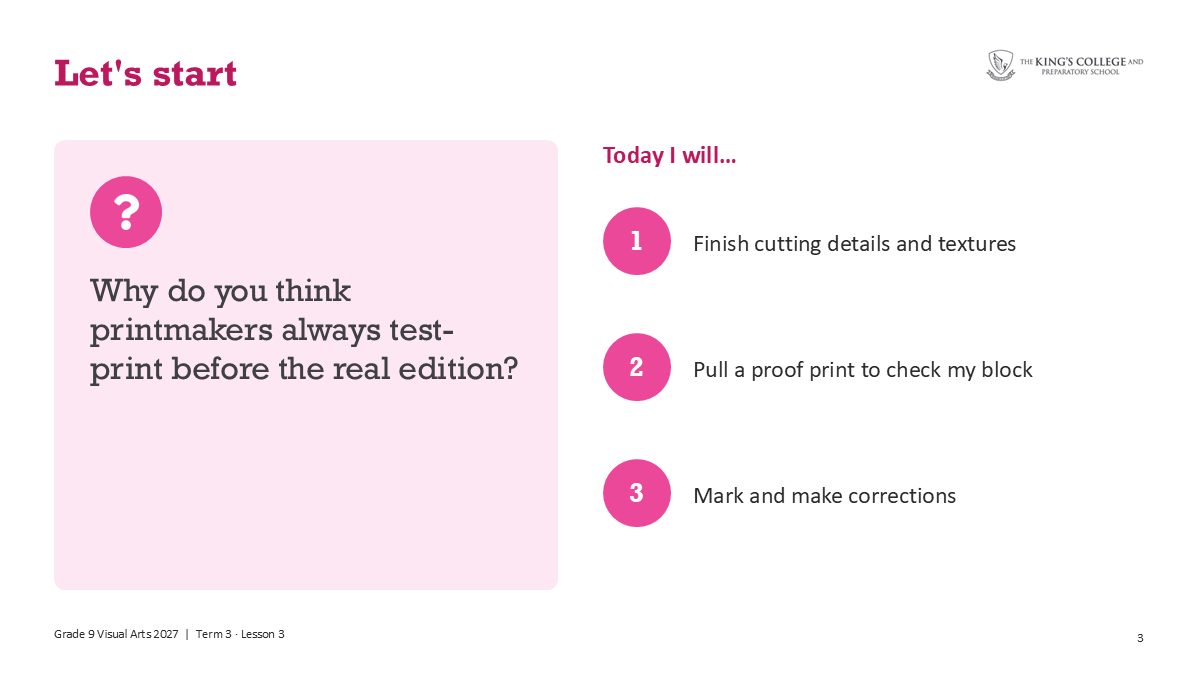 Let's start
THE KING'S COLLEGE AND
PREPARATORY SCHOOL
?
Why do you think
printmakers always test-
print before the real edition?
Today I will...
1 Finish cutting details and textures
2 Pull a proof print to check my block
3 Mark and make corrections
Grade 9 Visual Arts 2027 | Term 3 · Lesson 3
3